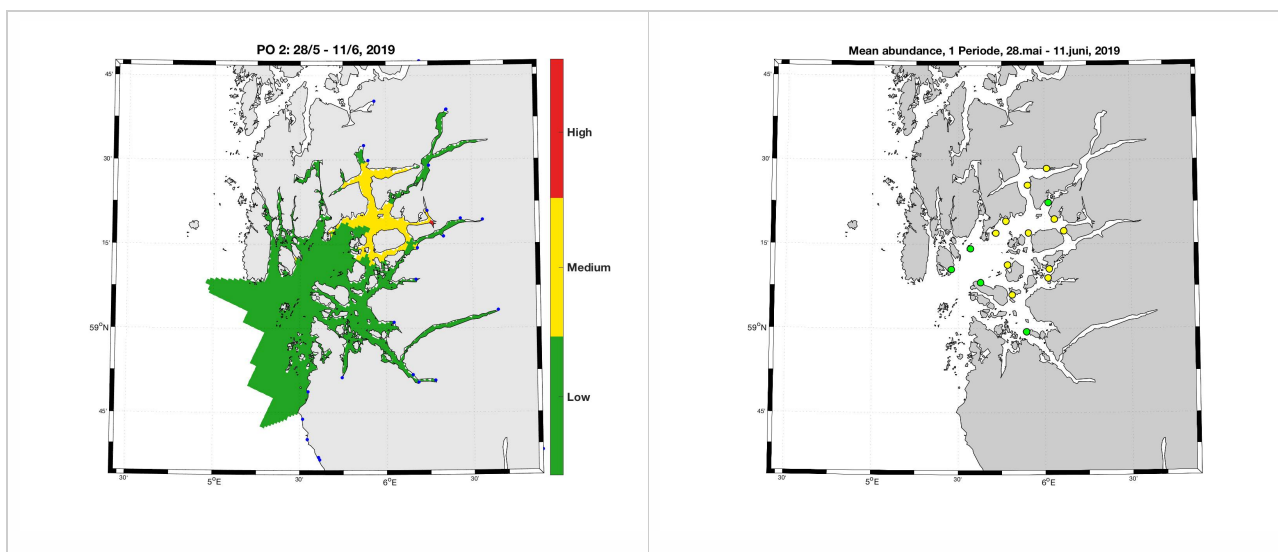 PO 2: 28/5 - 11/6, 2019
45'
30'
15'
59°N
45'
30'
5°E
30'
6°E
30'
High
Medium
Low
Mean abundance, 1 Periode, 28.mai - 11.juni, 2019
45'
30'
15'
59°N
45'
30'
5°E
30'
6°E
30'